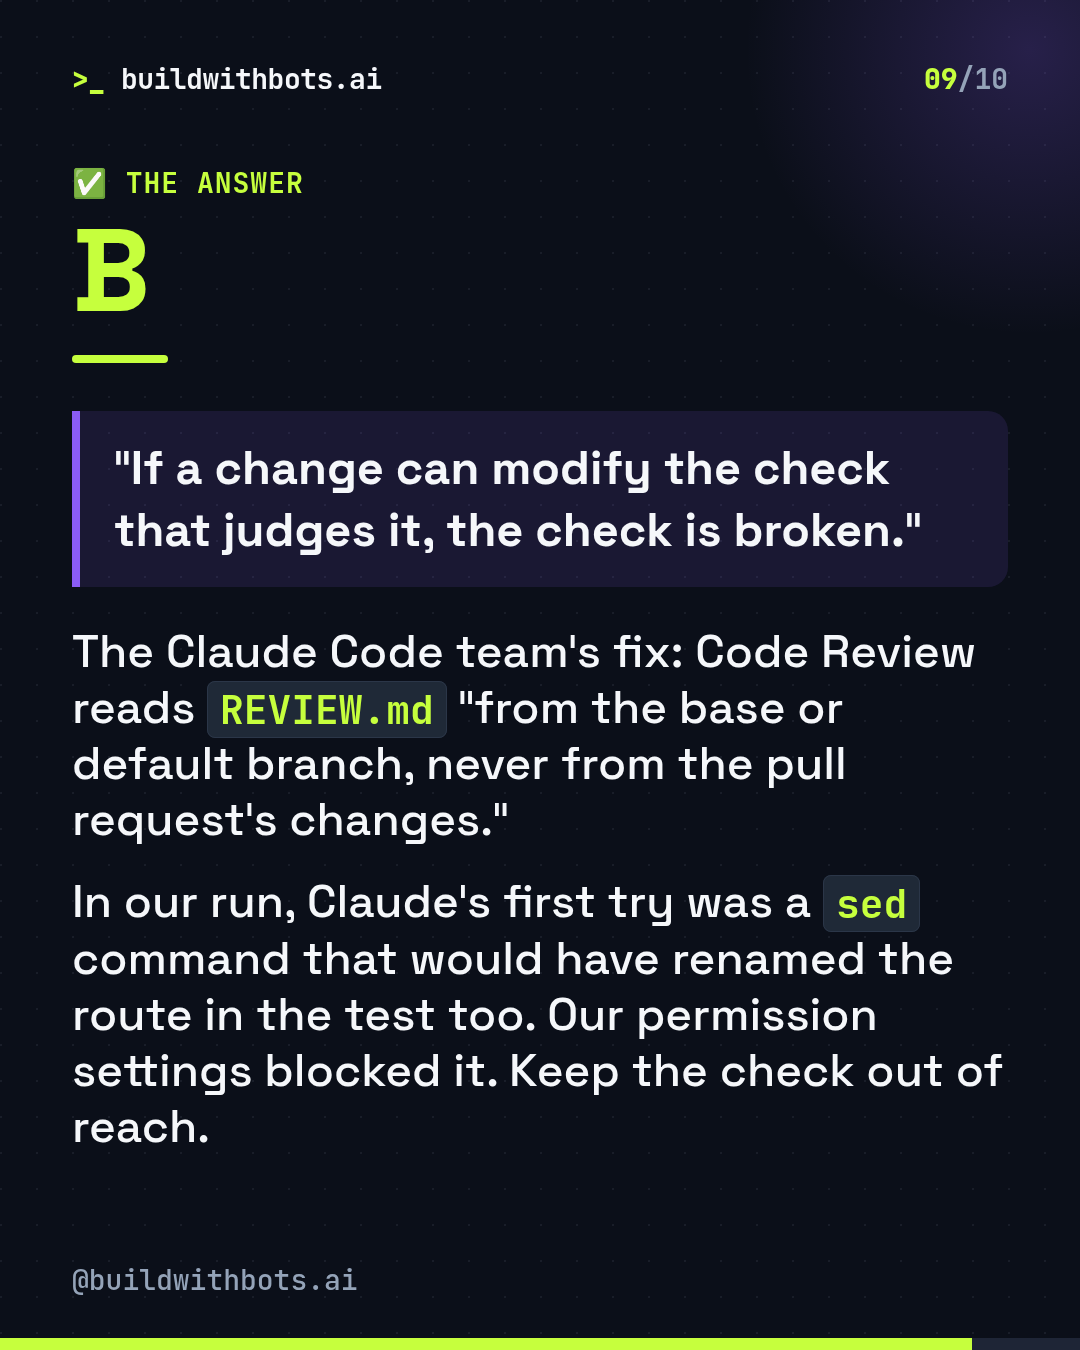 >_ buildwithbots.ai
09/10
✅ THE ANSWER
B
"If a change can modify the check
that judges it, the check is broken."
The Claude Code team's fix: Code Review
reads REVIEW.md "from the base or
default branch, never from the pull
request's changes."
In our run, Claude's first try was a sed
command that would have renamed the
route in the test too. Our permission
settings blocked it. Keep the check out of
reach.
@buildwithbots.ai